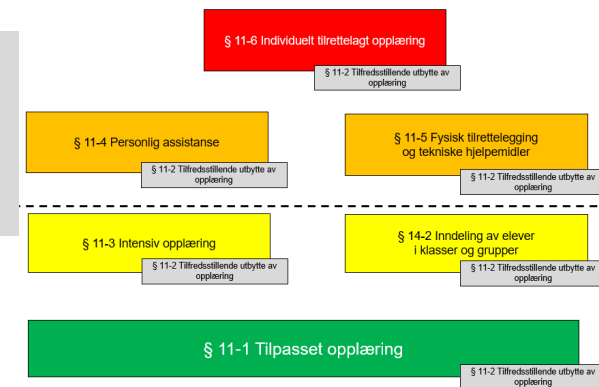 § 11-6 Individuelt tilrettelagt opplæring
§ 11-2 Tilfredsstillende utbytte av
opplæring
§ 11-4 Personlig assistanse
§ 11-2 Tilfredsstillende utbytte av
opplæring
§ 11-5 Fysisk tilrettelegging
og tekniske hjelpemidler
§ 11-2 Tilfredsstillende utbytte av
opplæring
§ 11-3 Intensiv opplæring
§ 11-2 Tilfredsstillende utbytte av
opplæring
§ 14-2 Inndeling av elever
i klasser og grupper
§ 11-2 Tilfredsstillende utbytte av
opplæring
§ 11-1 Tilpasset opplæring
§ 11-2 Tilfredsstillende utbytte av
opplæring